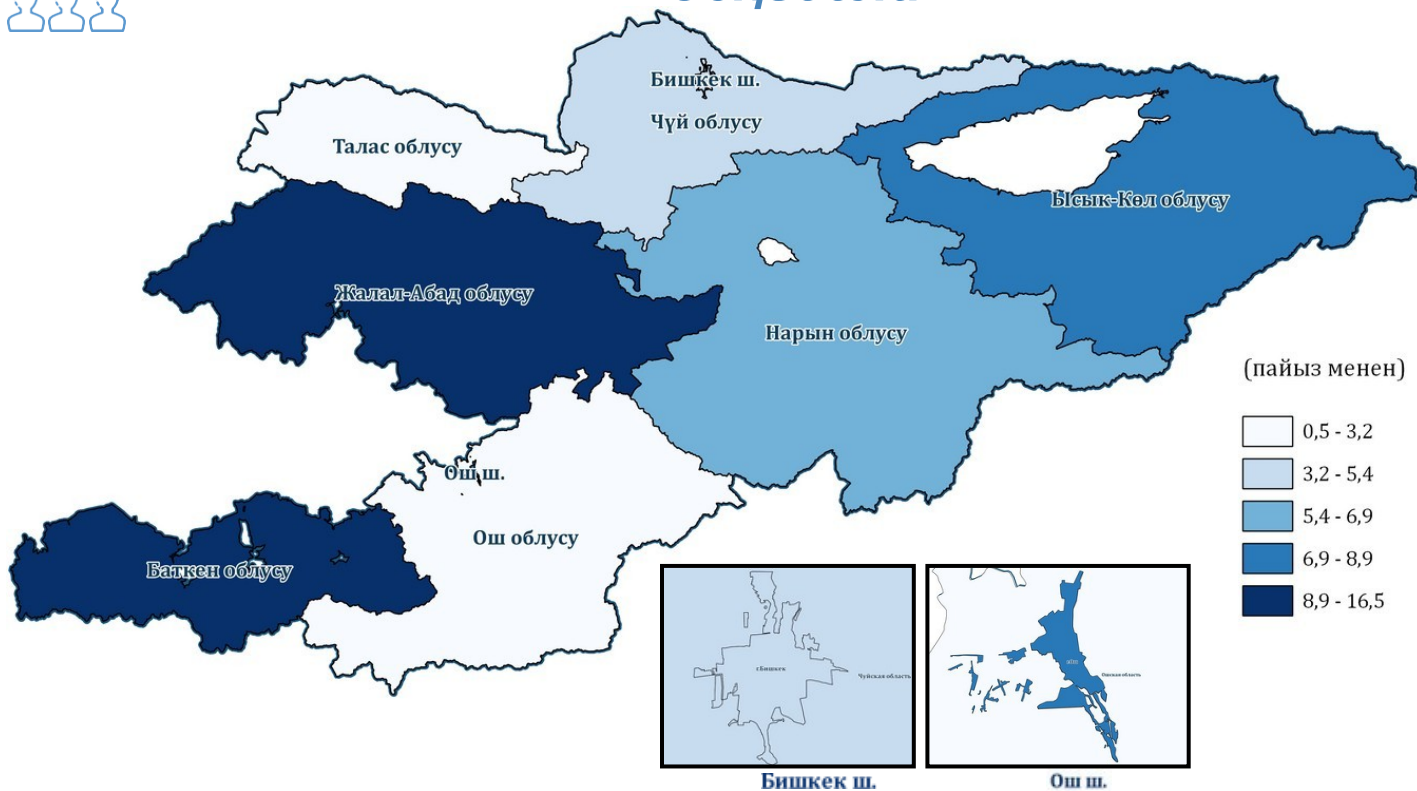 Бишкек ш.
Чүй облусу
Талас облусу
Ысык-Көл облусу
Жалал-Абад облусу
Нарын облусу
(пайыз менен)
0,5 - 3,2
3,2 - 5,4
5,4 - 6,9
6,9 - 8,9
8,9 - 16,5
Ош ш.
Ош облусу
Баткен облусу
г.Бишкек
Чуйская область
Ошская область
Бишкек ш.
Ош ш.